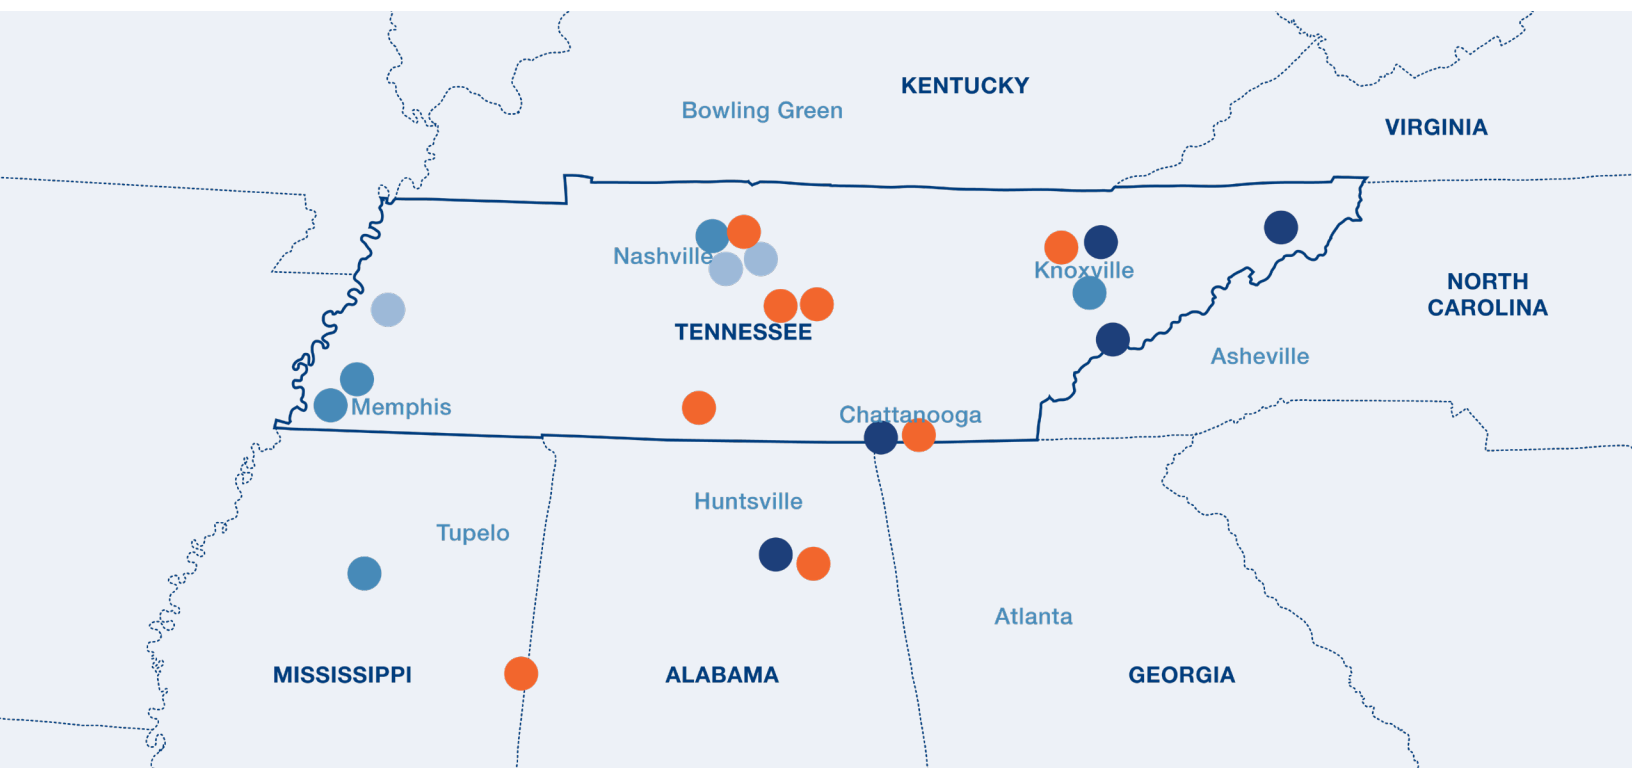 KENTUCKY
Bowling Green
VIRGINIA
Nashville
Knoxville
NORTH
CAROLINA
TENNESSEE
Asheville
Memphis
Chattanooga
Huntsville
Tupelo
Atlanta
MISSISSIPPI
ALABAMA
GEORGIA